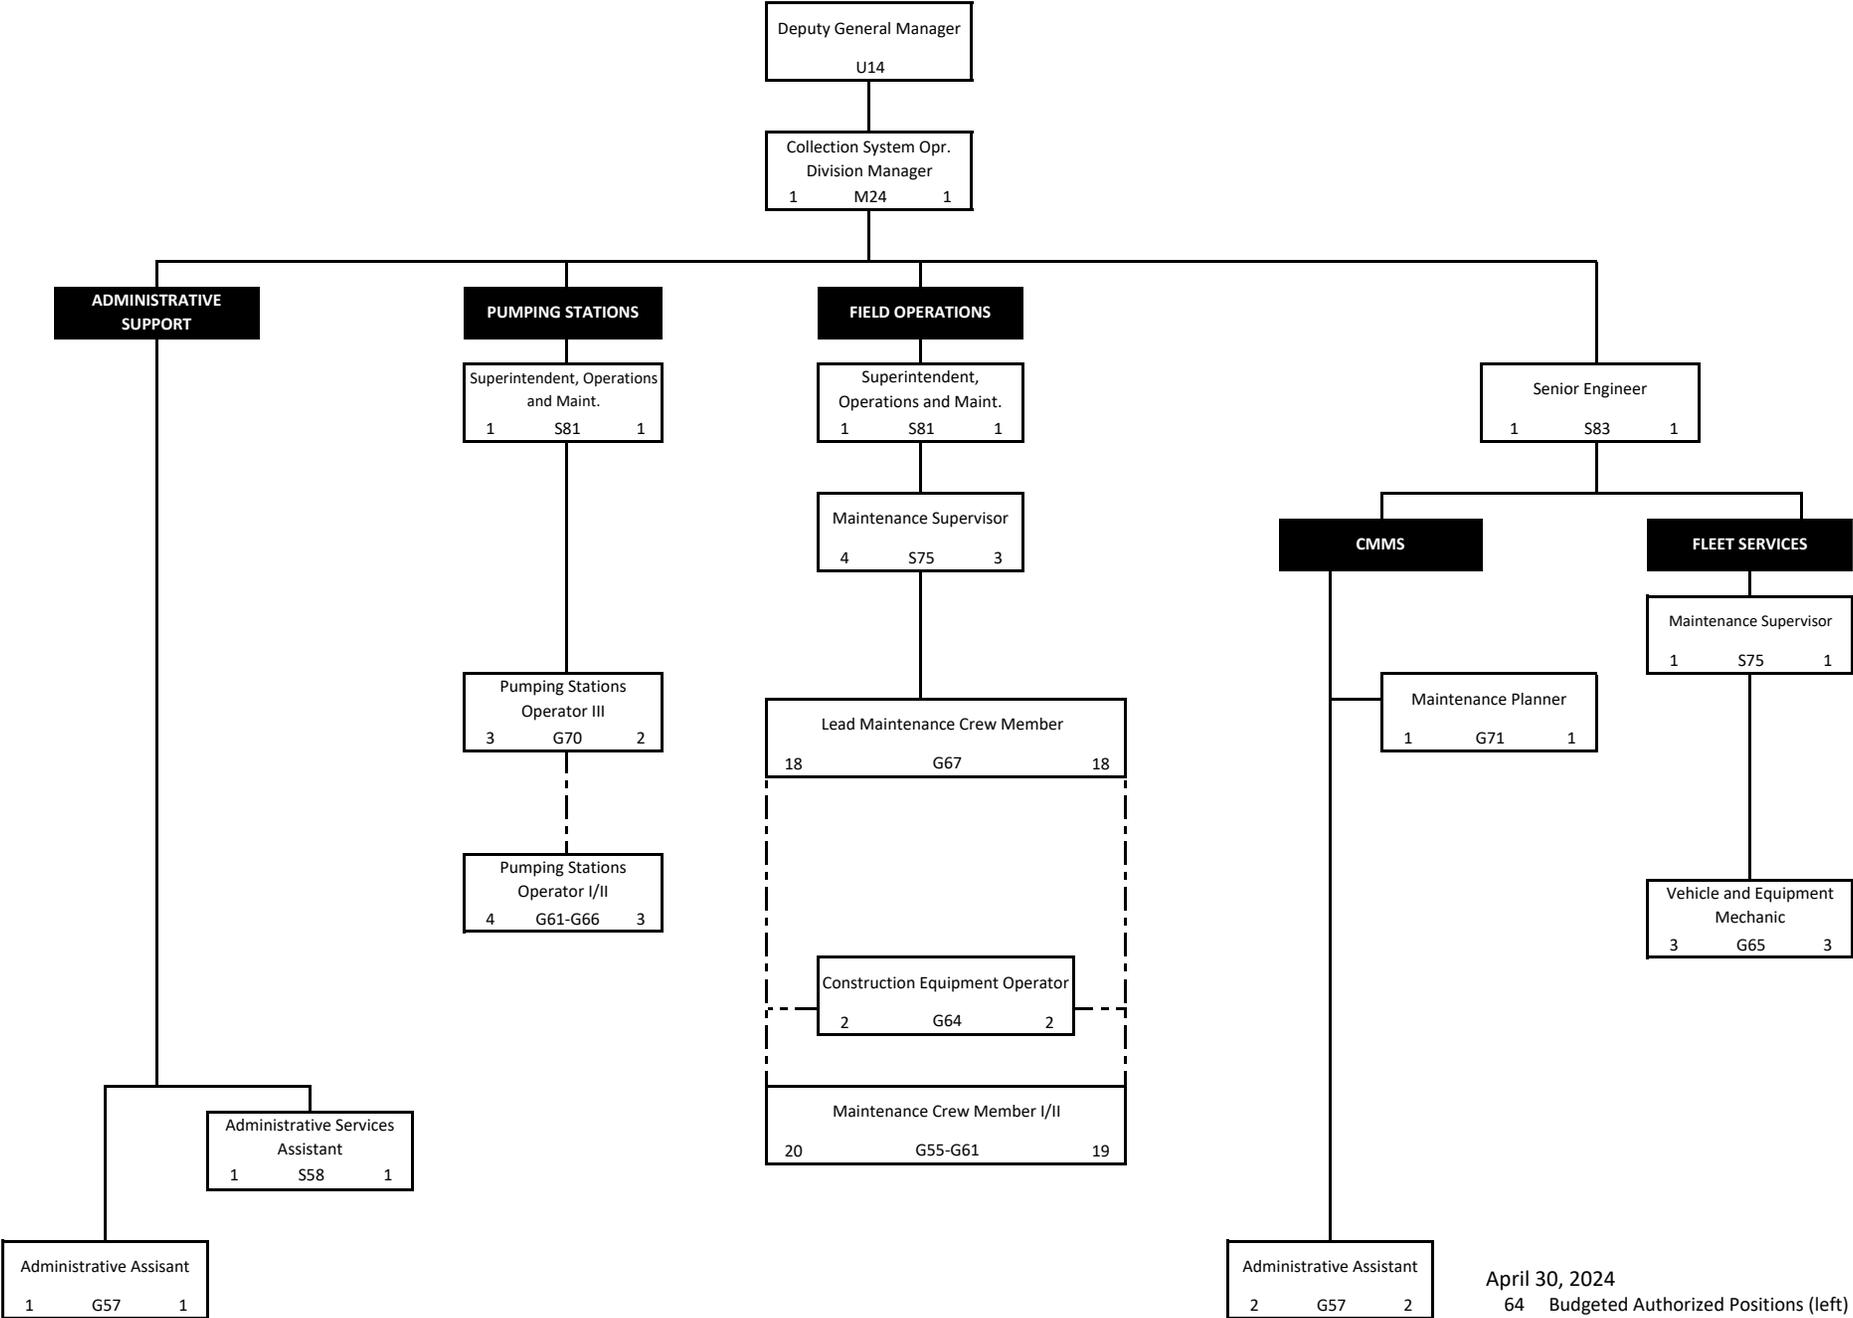 Deputy General Manager
U14
Collection System Opr.
Division Manager
1 M24 1
ADMINISTRATIVE
SUPPORT
PUMPING STATIONS
FIELD OPERATIONS
Superintendent, Operations
and Maint.
1 S81 1
Superintendent,
Operations and Maint.
1 S81 1
Senior Engineer
1 S83 1
Maintenance Supervisor
4 S75 3
CMMS
FLEET SERVICES
Maintenance Supervisor
1 S75 1
Pumping Stations
Operator III
3 G70 2
Lead Maintenance Crew Member
18 G67 18
Maintenance Planner
1 G71 1
Pumping Stations
Operator I/II
4 G61-G66 3
Vehicle and Equipment
Mechanic
3 G65 3
Construction Equipment Operator
2 G64 2
Maintenance Crew Member I/II
20 G55-G61 19
Administrative Services
Assistant
1 S58 1
Administrative Assisant
1 G57 1
Administrative Assistant
2 G57 2
April 30, 2024
64 Budgeted Authorized Positions (left)